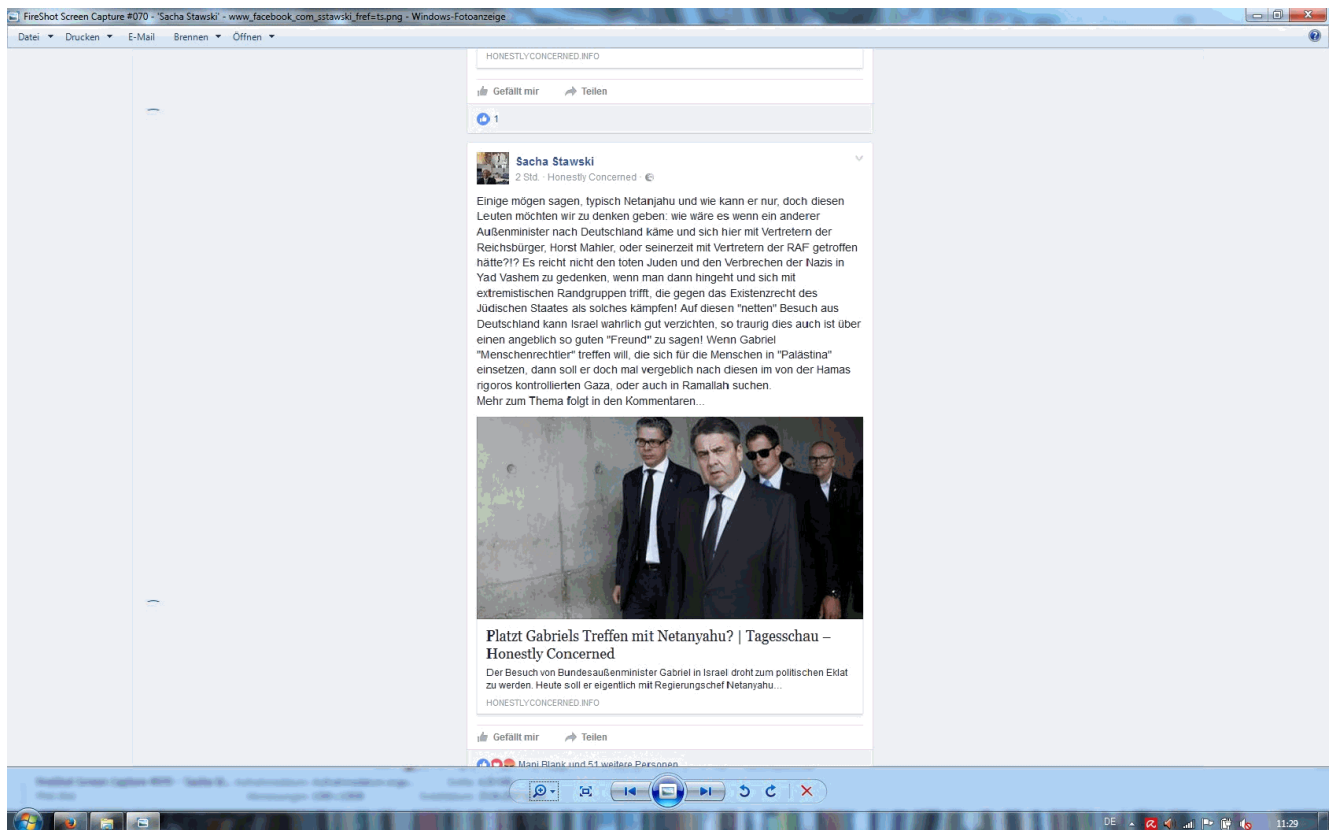 FireShot Screen Capture #070 - 'Sacha Stawski' - www_facebook_com_sstawski_fref=ts.png - Windows-Fotoanzeige
Datei Drucken E-Mail Brennen Öffnen
HONESTLYCONCERNED.INFO
Gefällt mir Teilen
1
Sacha Stawski
2 Std. · Honestly Concerned ·
Einige mögen sagen, typisch Netanjahu und wie kann er nur, doch diesen
Leuten möchten wir zu denken geben: wie wäre es wenn ein anderer
Außenminister nach Deutschland käme und sich hier mit Vertretern der
Reichsbürger, Horst Mahler, oder seinerzeit mit Vertretern der RAF getroffen
hätte?!? Es reicht nicht den toten Juden und den Verbrechen der Nazis in
Yad Vashem zu gedenken, wenn man dann hingeht und sich mit
extremistischen Randgruppen trifft, die gegen das Existenzrecht des
Jüdischen Staates als solches kämpfen! Auf diesen "netten" Besuch aus
Deutschland kann Israel wahrlich gut verzichten, so traurig dies auch ist über
einen angeblich so guten "Freund" zu sagen! Wenn Gabriel
"Menschenrechtler" treffen will, die sich für die Menschen in "Palästina"
einsetzen, dann soll er doch mal vergeblich nach diesen im von der Hamas
rigoros kontrollierten Gaza, oder auch in Ramallah suchen.
Mehr zum Thema folgt in den Kommentaren...
Platzt Gabriels Treffen mit Netanyahu? | Tagesschau –
Honestly Concerned
Der Besuch von Bundesaußenminister Gabriel in Israel droht zum politischen Eklat
zu werden. Heute soll er eigentlich mit Regierungschef Netanyahu...
HONESTLYCONCERNED.INFO
Gefällt mir Teilen
Mani Blank und 51 weitere Personen
DE 11:29